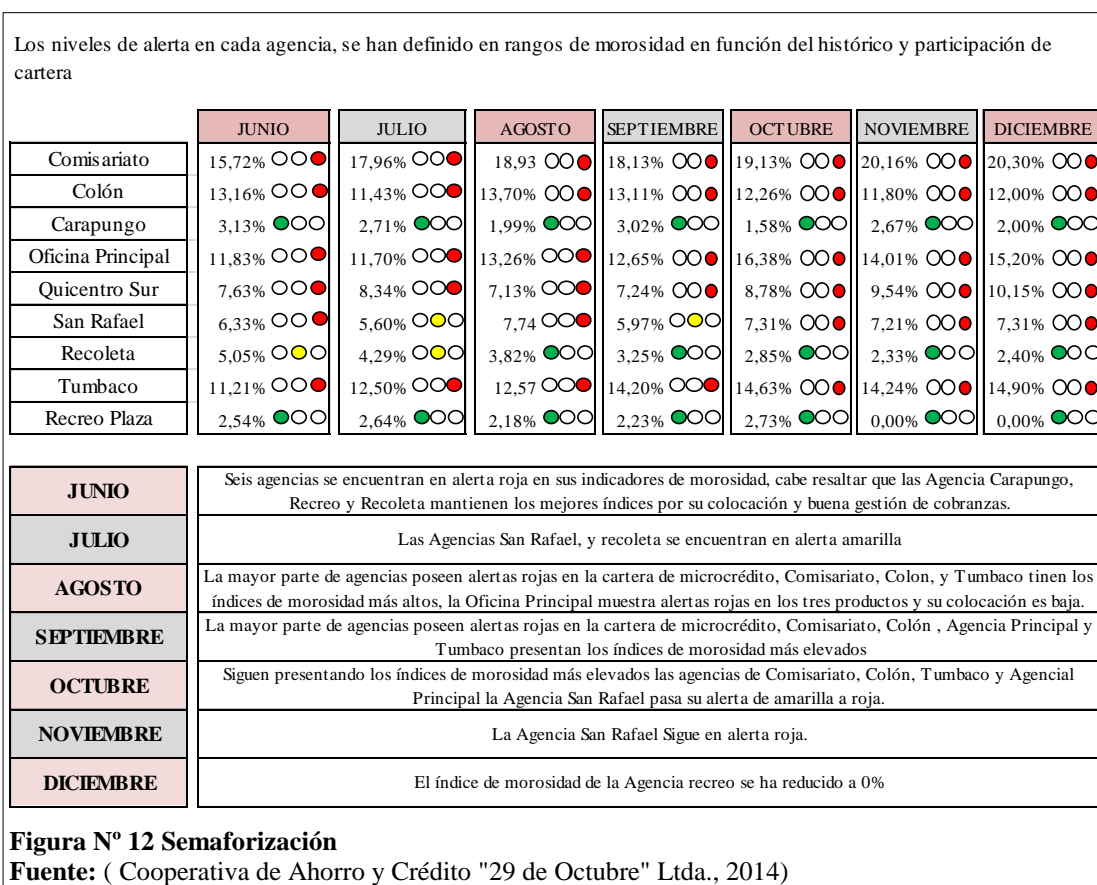 Los niveles de alerta en cada agencia, se han definido en rangos de morosidad en función del histórico y participación de
cartera
JUNIO JULIO AGOSTO SEPTIEMBRE OCTUBRE NOVIEMBRE DICIEMBRE
Comisariato 15,72% 17,96% 18,93 18,13% 19,13% 20,16% 20,30%
Colón 13,16% 11,43% 13,70% 13,11% 12,26% 11,80% 12,00%
Carapungo 3,13% 2,71% 1,99% 3,02% 1,58% 2,67% 2,00%
Oficina Principal 11,83% 11,70% 13,26% 12,65% 16,38% 14,01% 15,20%
Quicentro Sur 7,63% 8,34% 7,13% 7,24% 8,78% 9,54% 10,15%
San Rafael 6,33% 5,60% 7,74 5,97% 7,31% 7,21% 7,31%
Recoleta 5,05% 4,29% 3,82% 3,25% 2,85% 2,33% 2,40%
Tumbaco 11,21% 12,50% 12,57 14,20% 14,63% 14,24% 14,90%
Recreo Plaza 2,54% 2,64% 2,18% 2,23% 2,73% 0,00% 0,00%
JUNIO
Seis agencias se encuentran en alerta roja en sus indicadores de morosidad, cabe resaltar que las Agencia Carapungo,
Recreo y Recoleta mantienen los mejores índices por su colocación y buena gestión de cobranzas.
JULIO
Las Agencias San Rafael, y recoleta se encuentran en alerta amarilla
AGOSTO
La mayor parte de agencias poseen alertas rojas en la cartera de microcrédito, Comisariato, Colon, y Tumbaco tinen los
índices de morosidad más altos, la Oficina Principal muestra alertas rojas en los tres productos y su colocación es baja.
SEPTIEMBRE
La mayor parte de agencias poseen alertas rojas en la cartera de microcrédito, Comisariato, Colón , Agencia Principal y
Tumbaco presentan los índices de morosidad más elevados
OCTUBRE
Siguen presentando los índices de morosidad más elevados las agencias de Comisariato, Colón, Tumbaco y Agencial
Principal la Agencia San Rafael pasa su alerta de amarilla a roja.
NOVIEMBRE
La Agencia San Rafael Sigue en alerta roja.
DICIEMBRE
El índice de morosidad de la Agencia recreo se ha reducido a 0%
Figura Nº 12 Semaforización
Fuente: ( Cooperativa de Ahorro y Crédito "29 de Octubre" Ltda., 2014)